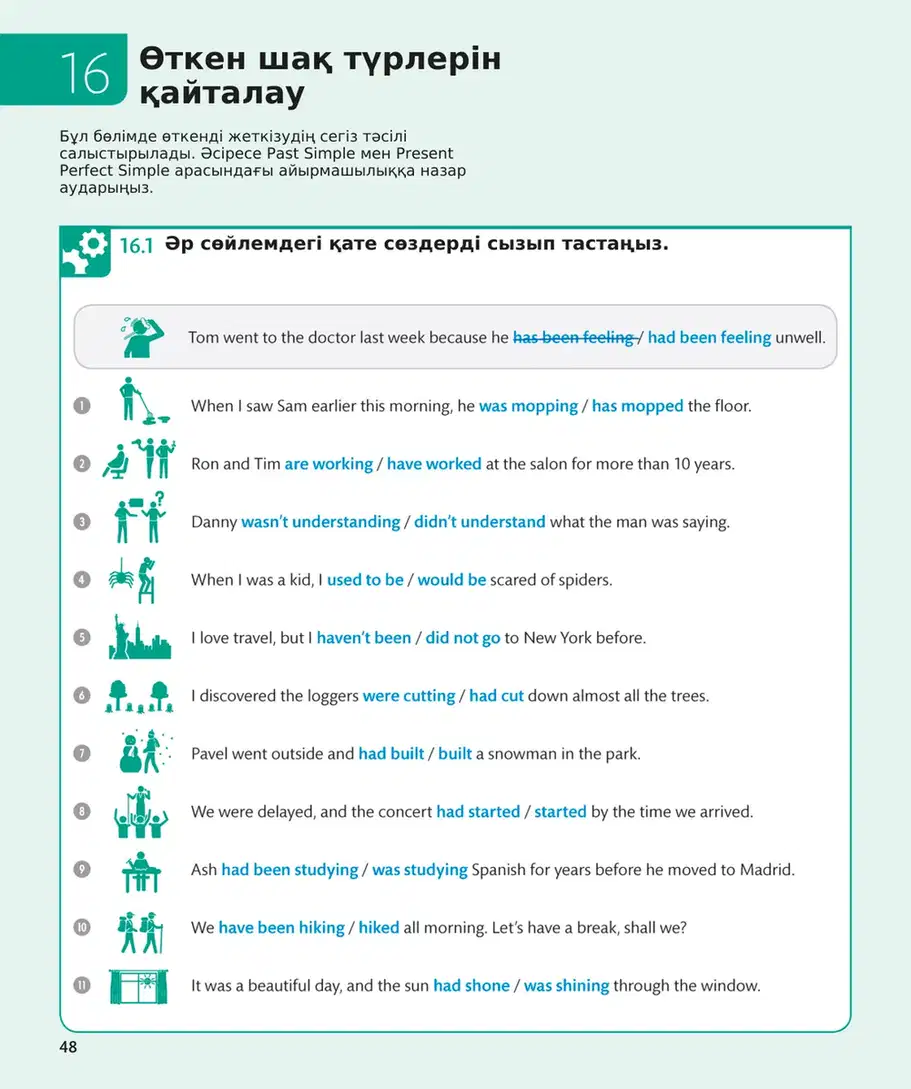 16
Өткен шақ түрлерін
қайталау
Бұл бөлімде өткенді жеткізудің сегіз тәсілі
салыстырылады. Әсіресе Past Simple мен Present
Perfect Simple арасындағы айырмашылыққа назар
аударыңыз.
16.1 Әр сөйлемдегі қате сөздерді сызып тастаңыз.
Tom went to the doctor last week because he has been feeling / had been feeling unwell.
1 When I saw Sam earlier this morning, he was mopping / has mopped the floor.
2 Ron and Tim are working / have worked at the salon for more than 10 years.
?
3 Danny wasn’t understanding / didn’t understand what the man was saying.
4 When I was a kid, I used to be / would be scared of spiders.
5 I love travel, but I haven’t been / did not go to New York before.
6 I discovered the loggers were cutting / had cut down almost all the trees.
7 Pavel went outside and had built / built a snowman in the park.
8 We were delayed, and the concert had started / started by the time we arrived.
9 Ash had been studying / was studying Spanish for years before he moved to Madrid.
10 We have been hiking / hiked all morning. Let’s have a break, shall we?
11 It was a beautiful day, and the sun had shone / was shining through the window.
48